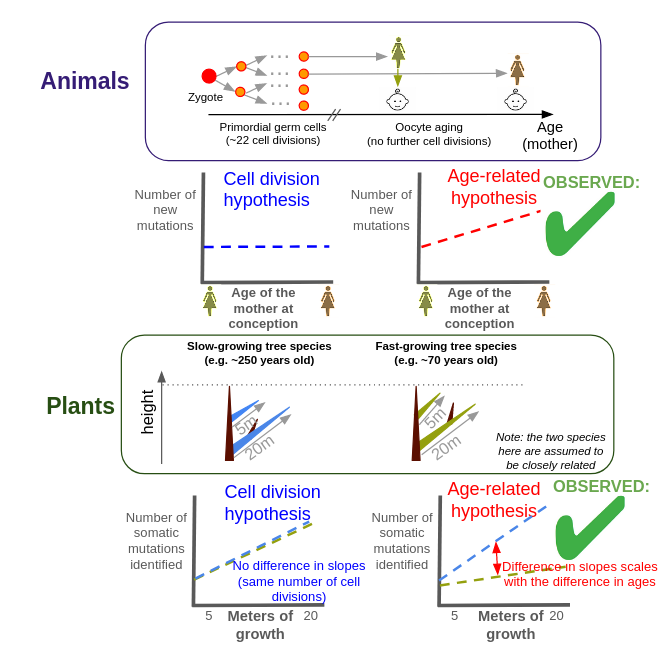 Animals
Zygote
Primordial germ cells
(~22 cell divisions)
Oocyte aging
(no further cell divisions)
Age
(mother)
Number of
new
mutations
Cell division
hypothesis
Age of the
mother at
conception
Number of
new
mutations
Age-related
hypothesis
OBSERVED:
Age of the
mother at
conception
Plants
height
Slow-growing tree species
(e.g. ~250 years old)
5m
20m
Fast-growing tree species
(e.g. ~70 years old)
5m
20m
Note: the two species
here are assumed to
be closely related
Number of
somatic
mutations
identified
Cell division
hypothesis
No difference in slopes
(same number of cell
divisions)
5 Meters of 20
growth
Number of
somatic
mutations
identified
Age-related
hypothesis
OBSERVED:
Difference in slopes scales
with the difference in ages
5 Meters of 20
growth